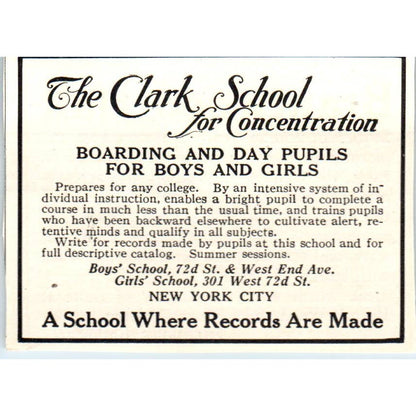 The Clark School
for Concentration
BOARDING AND DAY PUPILS
FOR BOYS AND GIRLS
Prepares for any college. By an intensive system of in-
dividual instruction, enables a bright pupil to complete a
course in much less than the usual time, and trains pupils
who have been backward elsewhere to cultivate alert, re-
tentive minds and qualify in all subjects.
Write for records made by pupils at this school and for
full descriptive catalog. Summer sessions.
Boys' School, 72d St. & West End Ave.
Girls' School, 301 West 72d St.
NEW YORK CITY
A School Where Records Are Made